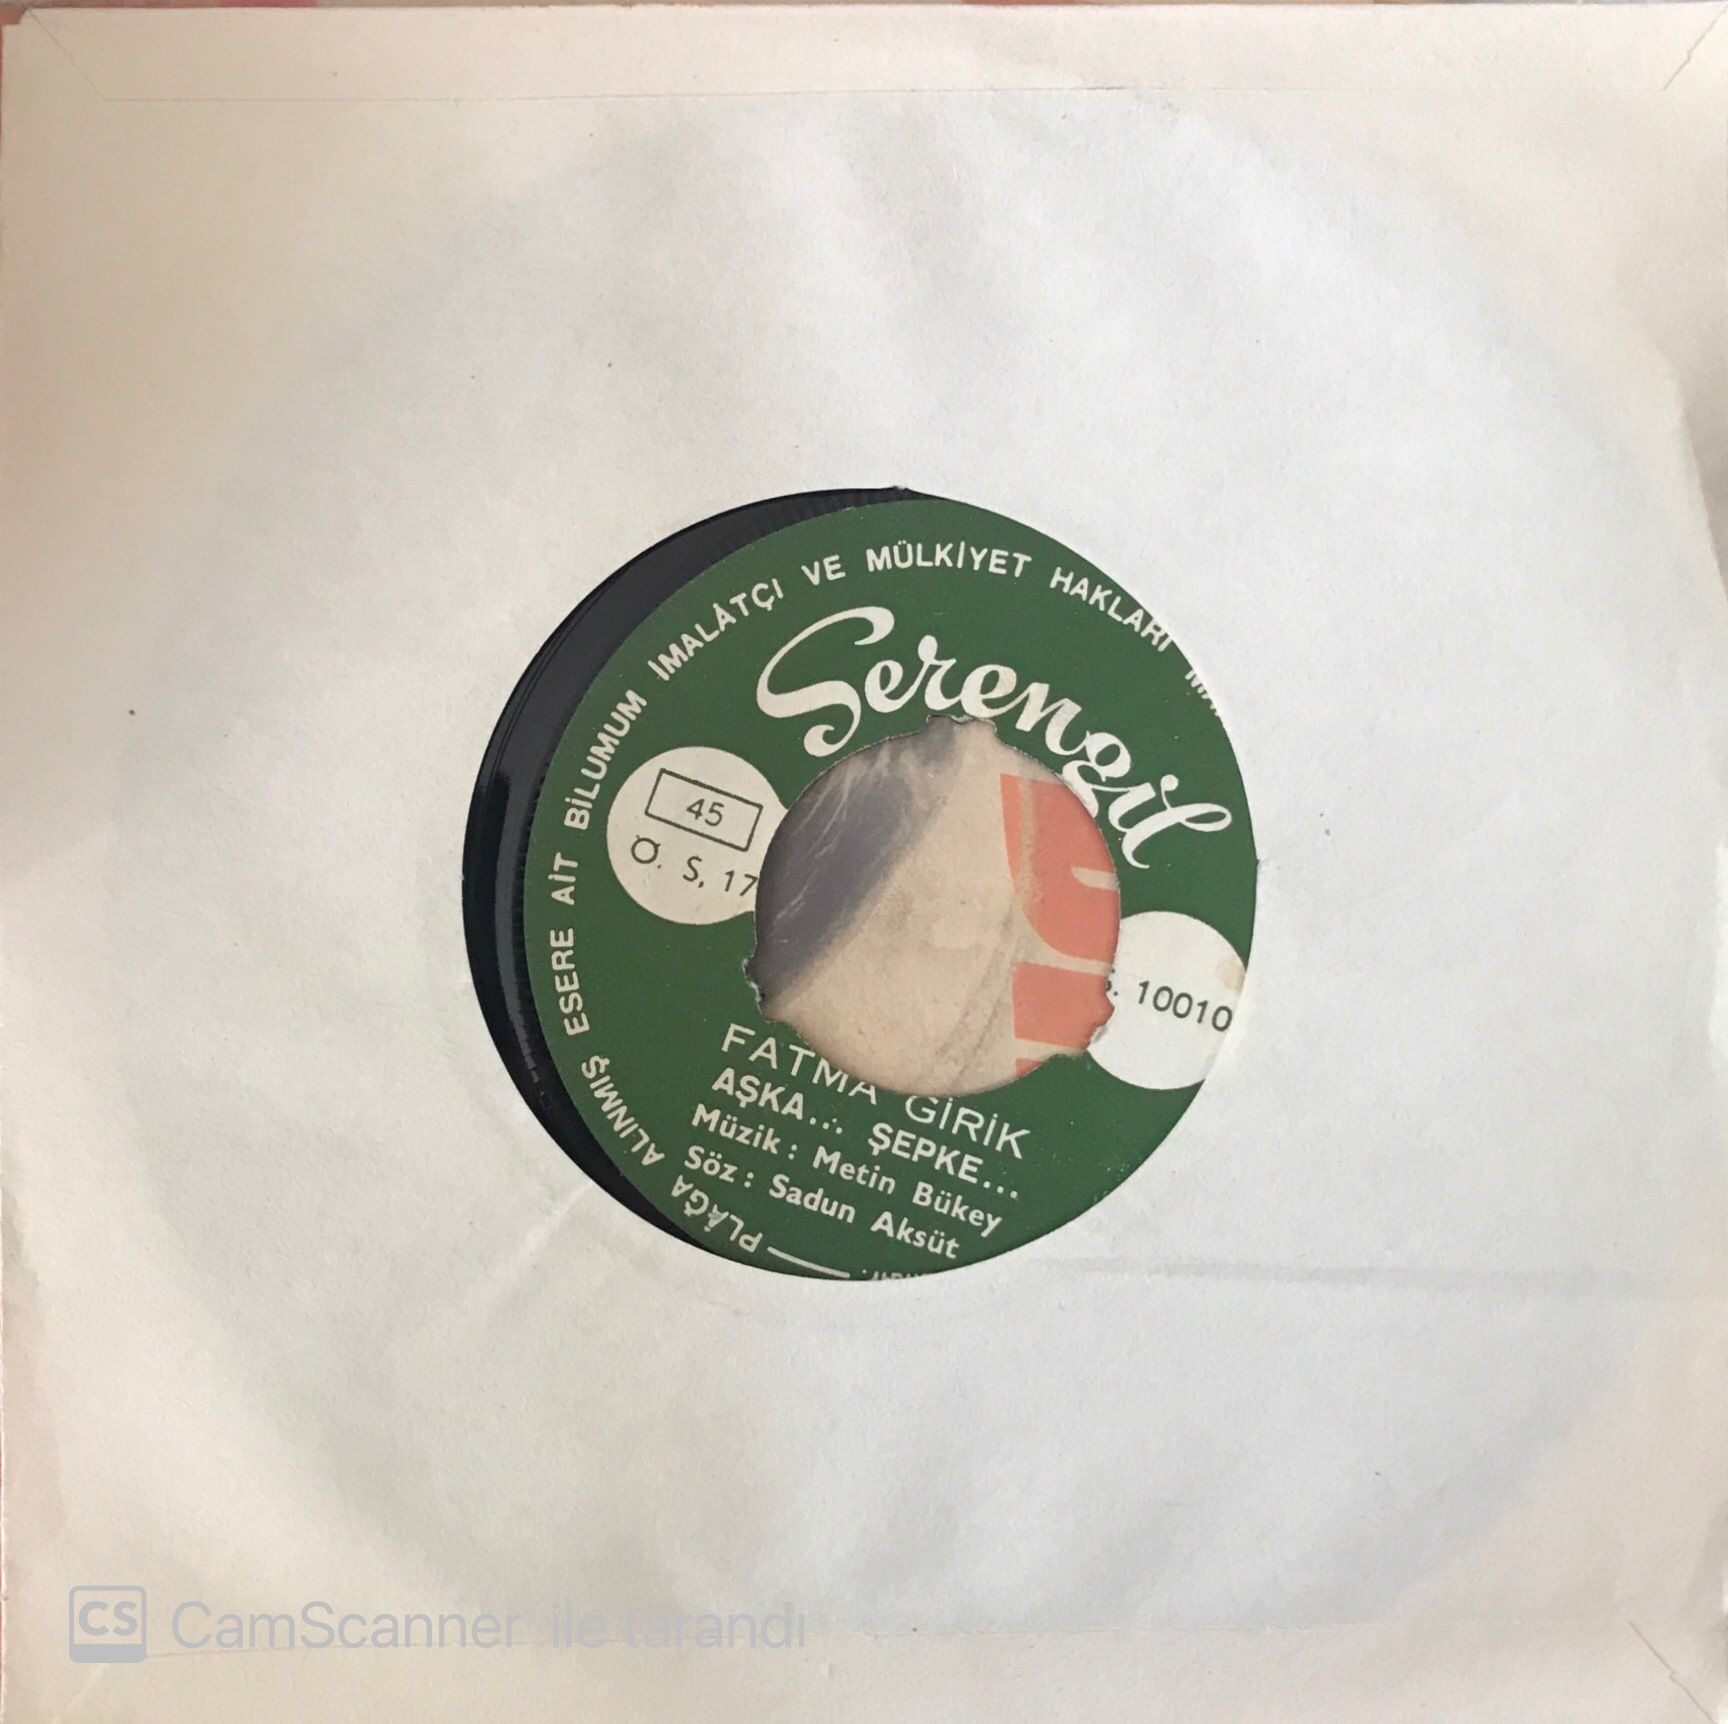 PLÂĞA ALINMIŞ ESERE AİT BİLUMUM İMALÂTÇI VE MÜLKİYET HAKLARI
Serengil
45
Ö. S. 17
S. 10010
FATMA GİRİK
AŞKA... ŞEPKE...
Müzik : Metin Bükey
Söz : Sadun Aksüt
CS CamScanner ile tarandı